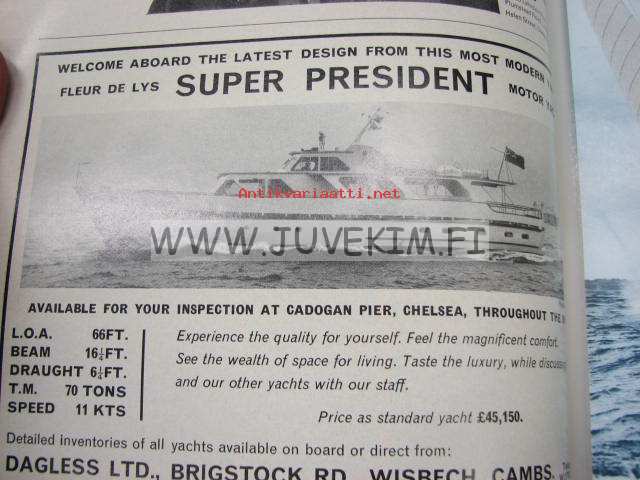 Helen Street,
WELCOME ABOARD THE LATEST DESIGN FROM THIS MOST MODERN
FLEUR DE LYS SUPER PRESIDENT MOTOR
Antikvariaatti.net
WWW.JUVEKIM.FI
AVAILABLE FOR YOUR INSPECTION AT CADOGAN PIER, CHELSEA, THROUGHOUT THE
L.O.A. 66FT.
BEAM 16¼FT.
DRAUGHT 6¼FT.
T.M. 70 TONS
SPEED 11 KTS
Experience the quality for yourself. Feel the magnificent comfort.
See the wealth of space for living. Taste the luxury, while discussing
and our other yachts with our staff.
Price as standard yacht £45,150.
Detailed inventories of all yachts available on board or direct from:
DAGLESS LTD., BRIGSTOCK RD., WISBECH, CAMBS.